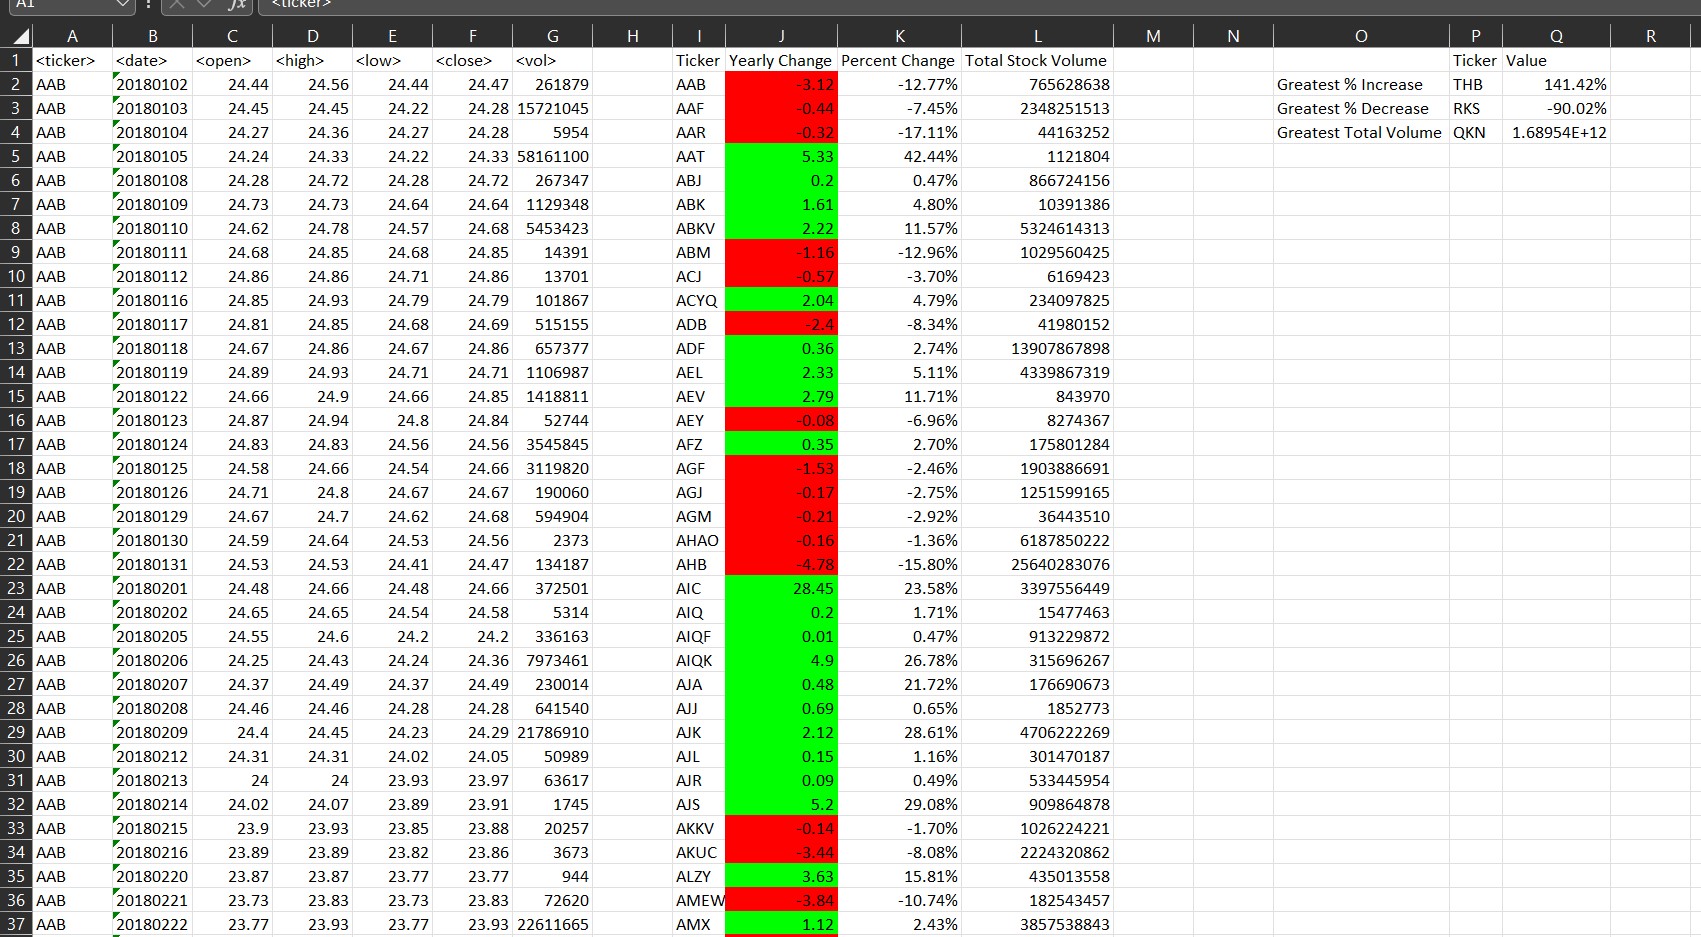 A1 fx <ticker>
A B C D E F G H I J K L M N O P Q R
1 <ticker> <date> <open> <high> <low> <close> <vol> Ticker Yearly Change Percent Change Total Stock Volume Ticker Value
2 AAB 20180102 24.44 24.56 24.44 24.47 261879 AAB -3.12 -12.77% 765628638 Greatest % Increase THB 141.42%
3 AAB 20180103 24.45 24.45 24.22 24.28 15721045 AAF -0.44 -7.45% 2348251513 Greatest % Decrease RKS -90.02%
4 AAB 20180104 24.27 24.36 24.27 24.28 5954 AAR -0.32 -17.11% 44163252 Greatest Total Volume QKN 1.68954E+12
5 AAB 20180105 24.24 24.33 24.22 24.33 58161100 AAT 5.33 42.44% 1121804
6 AAB 20180108 24.28 24.72 24.28 24.72 267347 ABJ 0.2 0.47% 866724156
7 AAB 20180109 24.73 24.73 24.64 24.64 1129348 ABK 1.61 4.80% 10391386
8 AAB 20180110 24.62 24.78 24.57 24.68 5453423 ABKV 2.22 11.57% 5324614313
9 AAB 20180111 24.68 24.85 24.68 24.85 14391 ABM -1.16 -12.96% 1029560425
10 AAB 20180112 24.86 24.86 24.71 24.86 13701 ACJ -0.57 -3.70% 6169423
11 AAB 20180116 24.85 24.93 24.79 24.79 101867 ACYQ 2.04 4.79% 234097825
12 AAB 20180117 24.81 24.85 24.68 24.69 515155 ADB -2.4 -8.34% 41980152
13 AAB 20180118 24.67 24.86 24.67 24.86 657377 ADF 0.36 2.74% 13907867898
14 AAB 20180119 24.89 24.93 24.71 24.71 1106987 AEL 2.33 5.11% 4339867319
15 AAB 20180122 24.66 24.9 24.66 24.85 1418811 AEV 2.79 11.71% 843970
16 AAB 20180123 24.87 24.94 24.8 24.84 52744 AEY -0.08 -6.96% 8274367
17 AAB 20180124 24.83 24.83 24.56 24.56 3545845 AFZ 0.35 2.70% 175801284
18 AAB 20180125 24.58 24.66 24.54 24.66 3119820 AGF -1.53 -2.46% 1903886691
19 AAB 20180126 24.71 24.8 24.67 24.67 190060 AGJ -0.17 -2.75% 1251599165
20 AAB 20180129 24.67 24.7 24.62 24.68 594904 AGM -0.21 -2.92% 36443510
21 AAB 20180130 24.59 24.64 24.53 24.56 2373 AHAO -0.16 -1.36% 6187850222
22 AAB 20180131 24.53 24.53 24.41 24.47 134187 AHB -4.78 -15.80% 25640283076
23 AAB 20180201 24.48 24.66 24.48 24.66 372501 AIC 28.45 23.58% 3397556449
24 AAB 20180202 24.65 24.65 24.54 24.58 5314 AIQ 0.2 1.71% 15477463
25 AAB 20180205 24.55 24.6 24.2 24.2 336163 AIQF 0.01 0.47% 913229872
26 AAB 20180206 24.25 24.43 24.24 24.36 7973461 AIQK 4.9 26.78% 315696267
27 AAB 20180207 24.37 24.49 24.37 24.49 230014 AJA 0.48 21.72% 176690673
28 AAB 20180208 24.46 24.46 24.28 24.28 641540 AJJ 0.69 0.65% 1852773
29 AAB 20180209 24.4 24.45 24.23 24.29 21786910 AJK 2.12 28.61% 4706222269
30 AAB 20180212 24.31 24.31 24.02 24.05 50989 AJL 0.15 1.16% 301470187
31 AAB 20180213 24 24 23.93 23.97 63617 AJR 0.09 0.49% 533445954
32 AAB 20180214 24.02 24.07 23.89 23.91 1745 AJS 5.2 29.08% 909864878
33 AAB 20180215 23.9 23.93 23.85 23.88 20257 AKKV -0.14 -1.70% 1026224221
34 AAB 20180216 23.89 23.89 23.82 23.86 3673 AKUC -3.44 -8.08% 2224320862
35 AAB 20180220 23.87 23.87 23.77 23.77 944 ALZY 3.63 15.81% 435013558
36 AAB 20180221 23.73 23.83 23.73 23.83 72620 AMEW -3.84 -10.74% 182543457
37 AAB 20180222 23.77 23.93 23.77 23.93 22611665 AMX 1.12 2.43% 3857538843